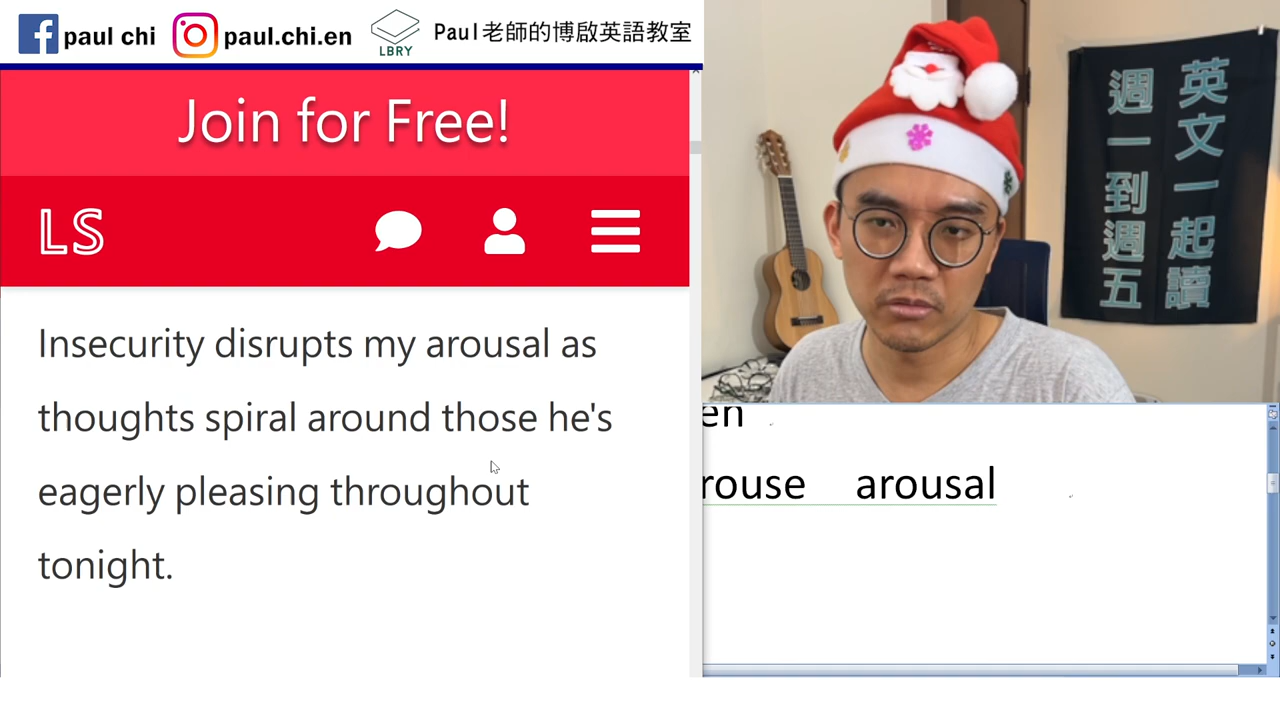 paul chi
paul.chi.en
LBRY
Paul老師的博啟英語教室
Join for Free!
LS
Insecurity disrupts my arousal as
thoughts spiral around those he's
eagerly pleasing throughout
tonight.
英文一起讀
週一到週五
en
rouse arousal